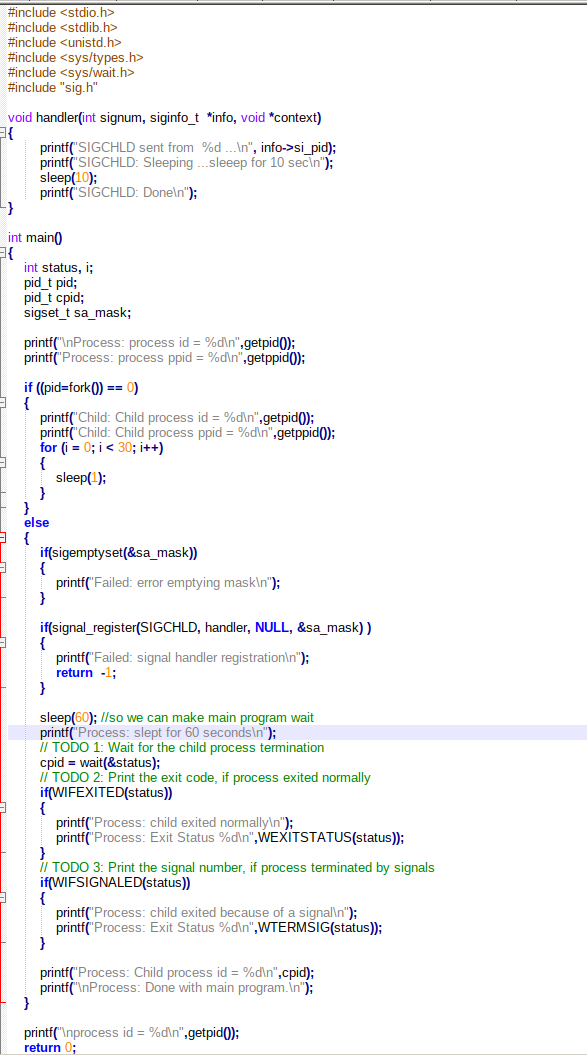 #include <stdio.h>
#include <stdlib.h>
#include <unistd.h>
#include <sys/types.h>
#include <sys/wait.h>
#include "sig.h"

void handler(int signum, siginfo_t  *info, void *context)
{
        printf("SIGCHLD sent from  %d ...\n", info->si_pid);
        printf("SIGCHLD: Sleeping ...sleeep for 10 sec\n");
        sleep(10);
        printf("SIGCHLD: Done\n");
}

int main()
{
    int status, i;
    pid_t pid;
    pid_t cpid;
    sigset_t sa_mask;

    printf("\nProcess: process id = %d\n",getpid());
    printf("Process: process ppid = %d\n",getppid());

    if ((pid=fork()) == 0)
    {
        printf("Child: Child process id = %d\n",getpid());
        printf("Child: Child process ppid = %d\n",getppid());
        for (i = 0; i < 30; i++)
        {
            sleep(1);
        }
    }
    else
    {
        if(sigemptyset(&sa_mask))
        {
            printf("Failed: error emptying mask\n");
        }

        if(signal_register(SIGCHLD, handler, NULL, &sa_mask) )
        {
            printf("Failed: signal handler registration\n");
            return  -1;
        }

        sleep(60); //so we can make main program wait
        printf("Process: slept for 60 seconds\n");
        // TODO 1: Wait for the child process termination
        cpid = wait(&status);
        // TODO 2: Print the exit code, if process exited normally
        if(WIFEXITED(status))
        {
            printf("Process: child exited normally\n");
            printf("Process: Exit Status %d\n",WEXITSTATUS(status));
        }
        // TODO 3: Print the signal number, if process terminated by signals
        if(WIFSIGNALED(status))
        {
            printf("Process: child exited because of a signal\n");
            printf("Process: Exit Status %d\n",WTERMSIG(status));
        }

        printf("Process: Child process id = %d\n",cpid);
        printf("\nProcess: Done with main program.\n");
    }

    printf("\nprocess id = %d\n",getpid());
    return 0;